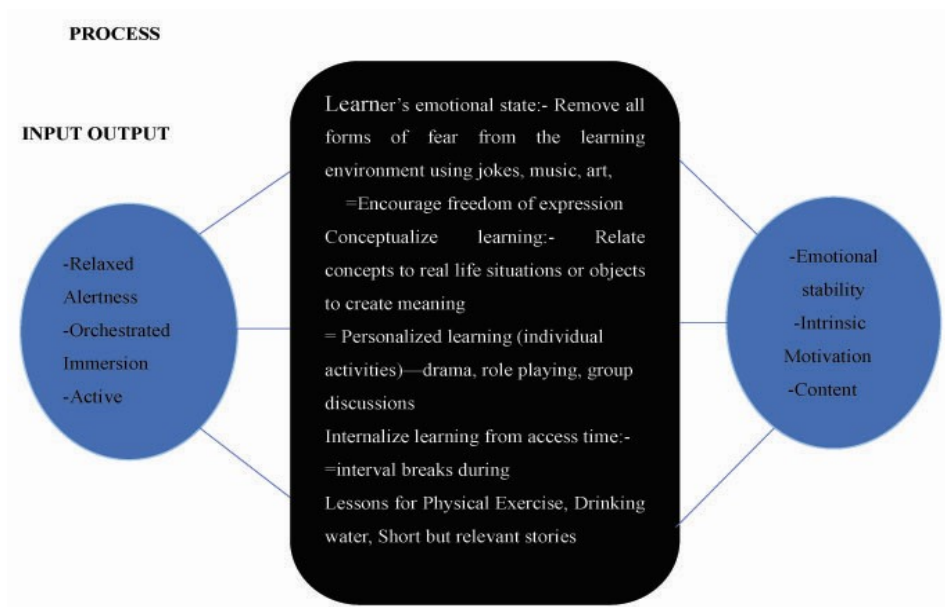 PROCESS
INPUT OUTPUT
-Relaxed
Alertness
-Orchestrated
Immersion
-Active
Learner’s emotional state:- Remove all
forms of fear from the learning
environment using jokes, music, art,
=Encourage freedom of expression
Conceptualize learning:- Relate
concepts to real life situations or objects
to create meaning
= Personalized learning (individual
activities)—drama, role playing, group
discussions
Internalize learning from access time:-
=interval breaks during
Lessons for Physical Exercise, Drinking
water, Short but relevant stories
-Emotional
stability
-Intrinsic
Motivation
-Content